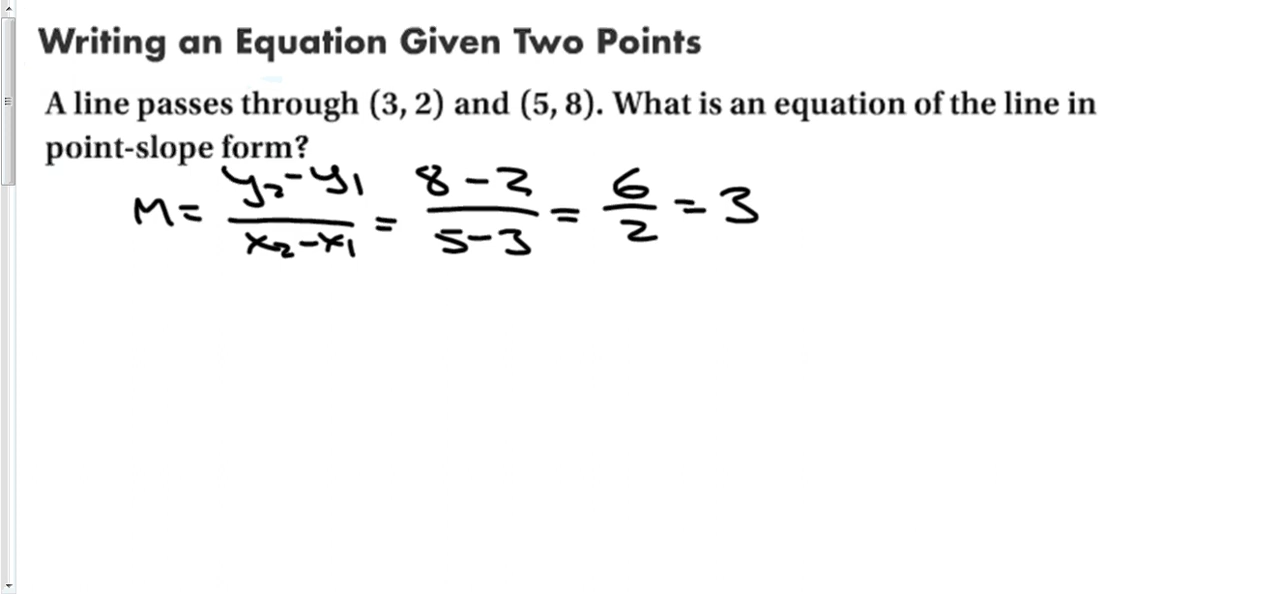 Writing an Equation Given Two Points
A line passes through (3, 2) and (5, 8). What is an equation of the line in
point-slope form?
M = y₂-y₁ / x₂-x₁ = 8-2 / 5-3 = 6/2 = 3